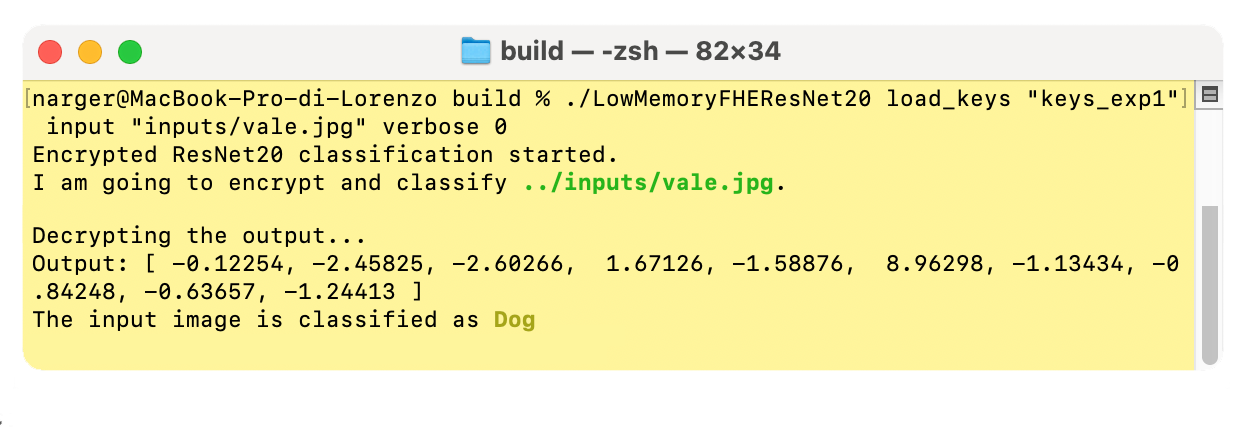 build — -zsh — 82×34
[narger@MacBook-Pro-di-Lorenzo build % ./LowMemoryFHEResNet20 load_keys "keys_exp1"]
input "inputs/vale.jpg" verbose 0
Encrypted ResNet20 classification started.
I am going to encrypt and classify ../inputs/vale.jpg.
Decrypting the output...
Output: [ -0.12254, -2.45825, -2.60266,  1.67126, -1.58876,  8.96298, -1.13434, -0
.84248, -0.63657, -1.24413 ]
The input image is classified as Dog